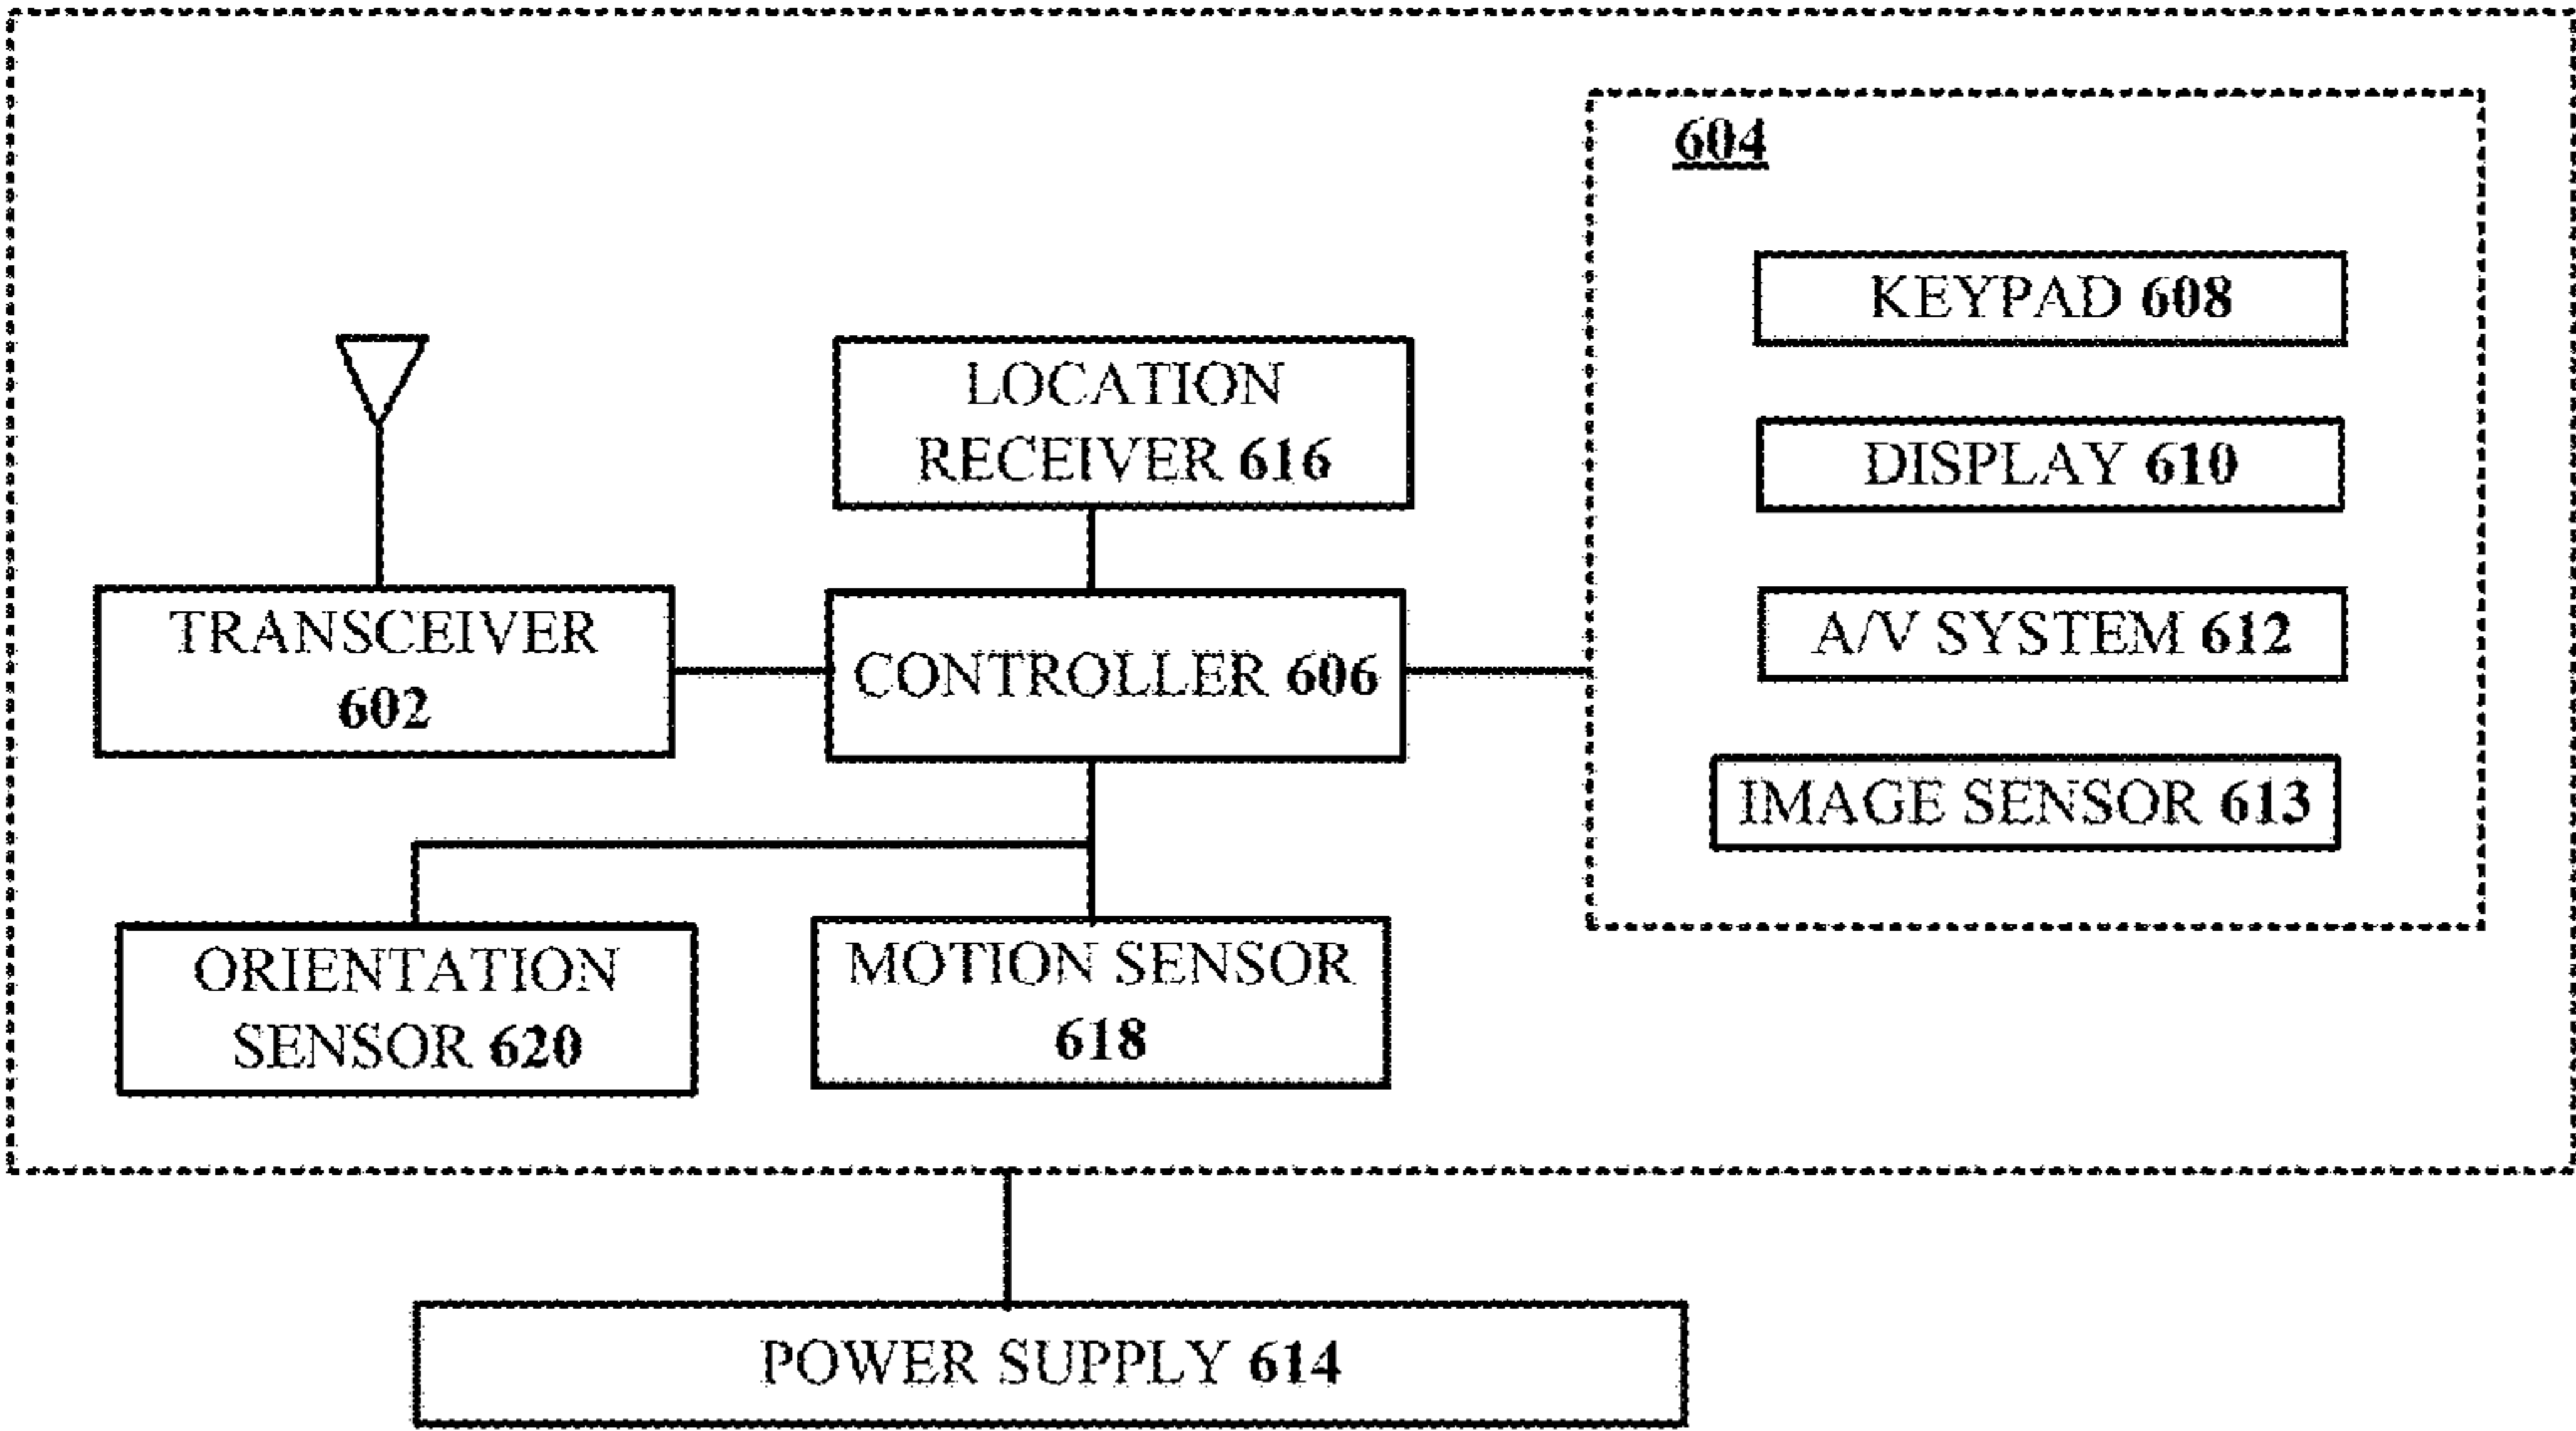 604
KEYPAD 608
DISPLAY 610
A/V SYSTEM 612
IMAGE SENSOR 613
LOCATION
RECEIVER 616
TRANSCEIVER
602
CONTROLLER 606
ORIENTATION
SENSOR 620
MOTION SENSOR
618
POWER SUPPLY 614